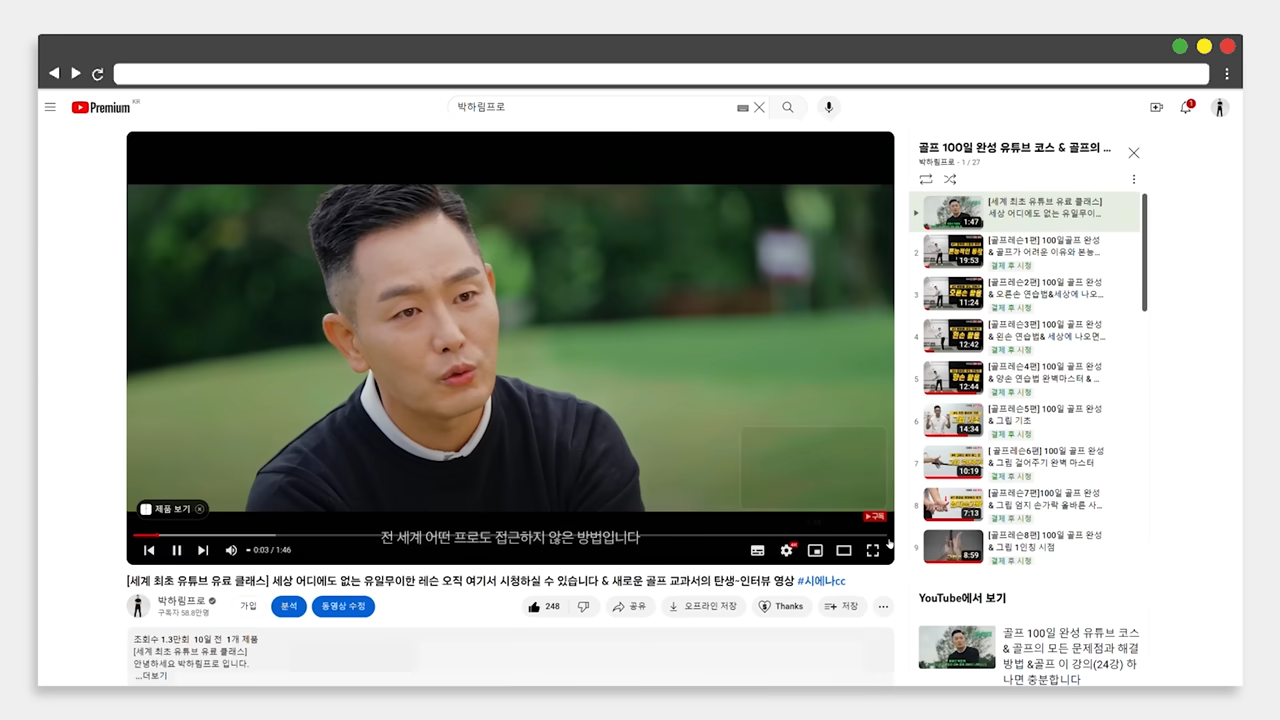 Premium KR
박하림프로
1
골프 100일 완성 유튜브 코스 & 골프의 ...
박하림프로 - 1 / 27
[세계 최초 유튜브 유료 클래스]
세상 어디에도 없는 유일무이...
1:47
2
[골프레슨1편] 100일골프 완성
& 골프가 어려운 이유와 본능...
결제 후 시청
19:53
3
[골프레슨2편] 100일 골프 완성
& 오른손 연습법&세상에 나오...
결제 후 시청
오른손 활용
11:24
4
[골프레슨3편] 100일 골프 완성
& 왼손 연습법& 세상에 나오면...
결제 후 시청
왼손 활용
12:42
5
[골프레슨4편] 100일 골프 완성
& 양손 연습법 완벽마스터 & ...
결제 후 시청
양손 활용
12:44
6
[골프레슨5편] 100일 골프 완성
& 그립 기초
결제 후 시청
14:34
7
[ 골프레슨6편] 100일 골프 완성
& 그립 걸어주기 완벽 마스터
결제 후 시청
10:19
8
[골프레슨7편]100일 골프 완성
& 그립 엄지 손가락 올바른 사...
결제 후 시청
7:13
9
[골프레슨8편] 100일 골프 완성
& 그립 1인칭 시점
결제 후 시청
8:59
제품 보기
구독
전 세계 어떤 프로도 접근하지 않은 방법입니다
0:03 / 1:46
[세계 최초 유튜브 유료 클래스] 세상 어디에도 없는 유일무이한 레슨 오직 여기서 시청하실 수 있습니다 & 새로운 골프 교과서의 탄생~인터뷰 영상 #시에나cc
박하림프로
구독자 58.8만명
가입
분석
동영상 수정
248
공유
오프라인 저장
Thanks
저장
조회수 1.3만회 10일 전 1개 제품
[세계 최초 유튜브 유료 클래스]
안녕하세요 박하림프로 입니다.
...더보기
YouTube에서 보기
골프 100일 완성 유튜브 코스
& 골프의 모든 문제점과 해결
방법 &골프 이 강의(24강) 하
나면 충분합니다